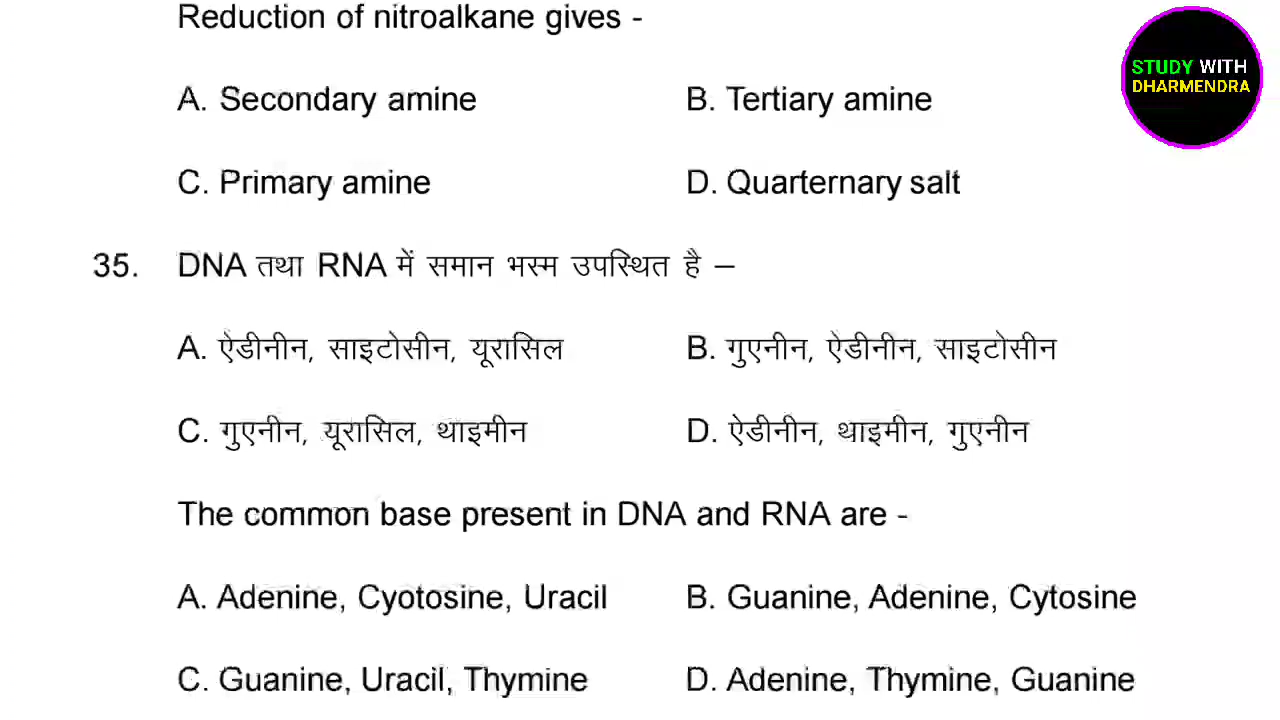 Reduction of nitroalkane gives -
STUDY WITH
DHARMENDRA
A. Secondary amine B. Tertiary amine
C. Primary amine D. Quarternary salt
35. DNA तथा RNA में समान भस्म उपस्थित है –
A. ऐडीनीन, साइटोसीन, यूरासिल B. गुएनीन, ऐडीनीन, साइटोसीन
C. गुएनीन, यूरासिल, थाइमीन D. ऐडीनीन, थाइमीन, गुएनीन
The common base present in DNA and RNA are -
A. Adenine, Cyotosine, Uracil B. Guanine, Adenine, Cytosine
C. Guanine, Uracil, Thymine D. Adenine, Thymine, Guanine